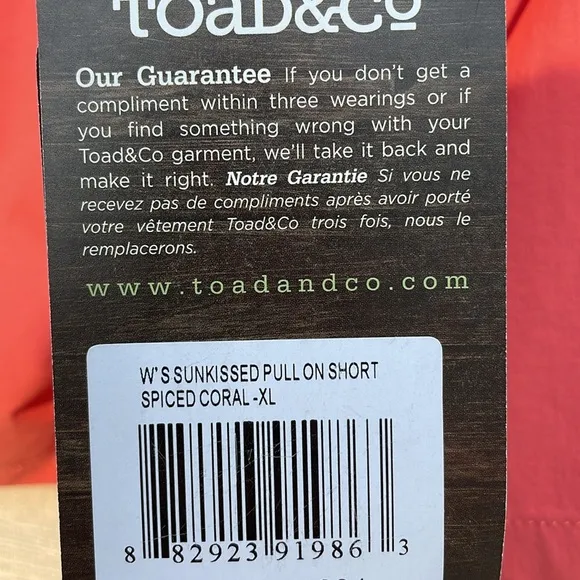 TOAD&Co
Our Guarantee If you don't get a
compliment within three wearings or if
you find something wrong with your
Toad&Co garment, we'll take it back and
make it right. Notre Garantie Si vous ne
recevez pas de compliments après avoir porté
votre vêtement Toad&Co trois fois, nous le
remplacerons.
www.toadandco.com
W'S SUNKISSED PULL ON SHORT
SPICED CORAL -XL
8 82923 91986 3